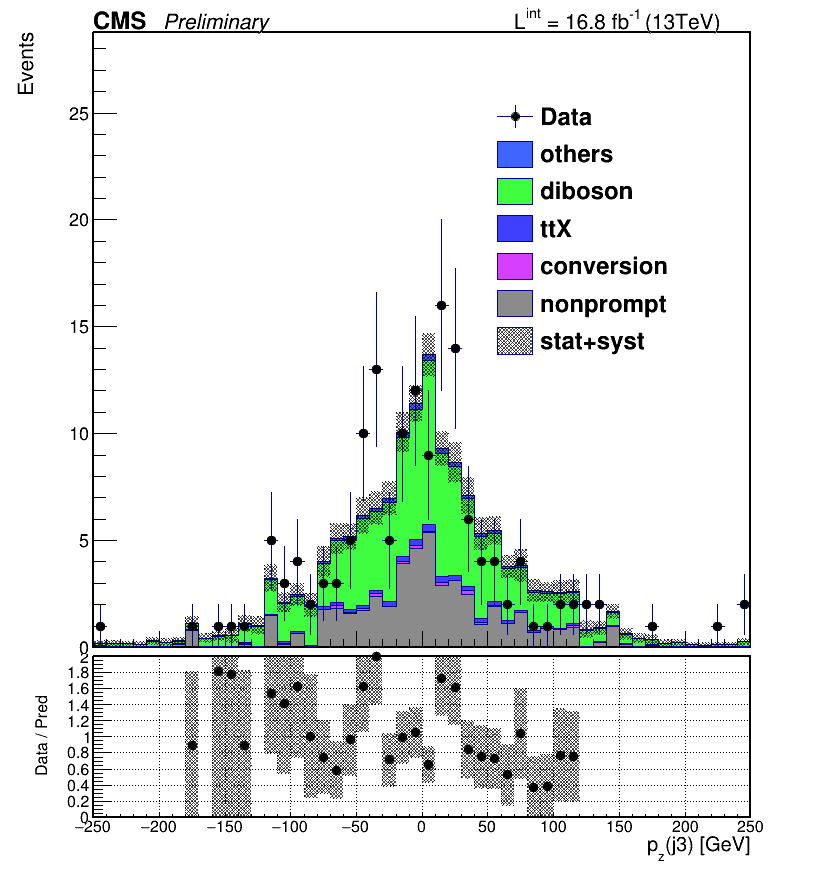 CMS Preliminary L^int = 16.8 fb^-1 (13TeV)
Events
25
20
15
10
5
0
Data
others
diboson
ttX
conversion
nonprompt
stat+syst
Data / Pred
2
1.8
1.6
1.4
1.2
1
0.8
0.6
0.4
0.2
0
−250 −200 −150 −100 −50 0 50 100 150 200 250
p_z(j3) [GeV]